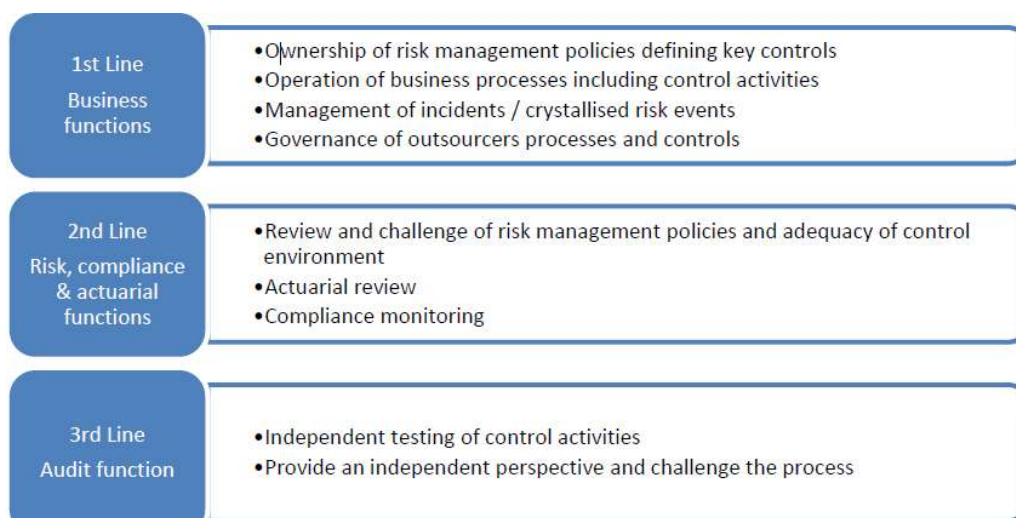 1st Line
Business
functions
•Ownership of risk management policies defining key controls
•Operation of business processes including control activities
•Management of incidents / crystallised risk events
•Governance of outsourcers processes and controls
2nd Line
Risk, compliance
& actuarial
functions
•Review and challenge of risk management policies and adequacy of control
environment
•Actuarial review
•Compliance monitoring
3rd Line
Audit function
•Independent testing of control activities
•Provide an independent perspective and challenge the process